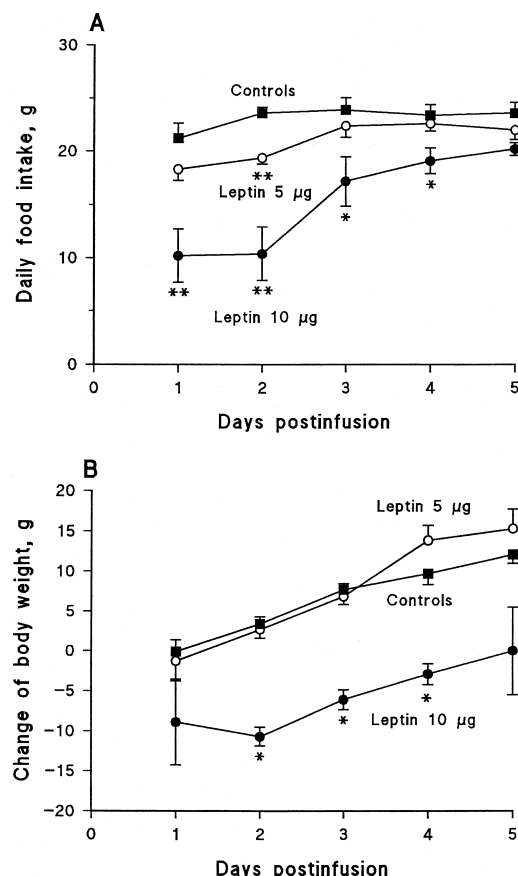 A
30
20
10
0
Daily food intake, g
Controls
**
Leptin 5 µg
*
*
**
**
Leptin 10 µg
0 1 2 3 4 5
Days postinfusion
B
20
15
10
5
0
−5
−10
−15
−20
Change of body weight, g
Leptin 5 µg
Controls
*
*
Leptin 10 µg
*
0 1 2 3 4 5
Days postinfusion